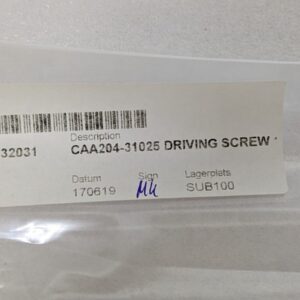 Description
32031 CAA204-31025 DRIVING SCREW
Datum Sign Lagerplats
170619 Mh SUB100